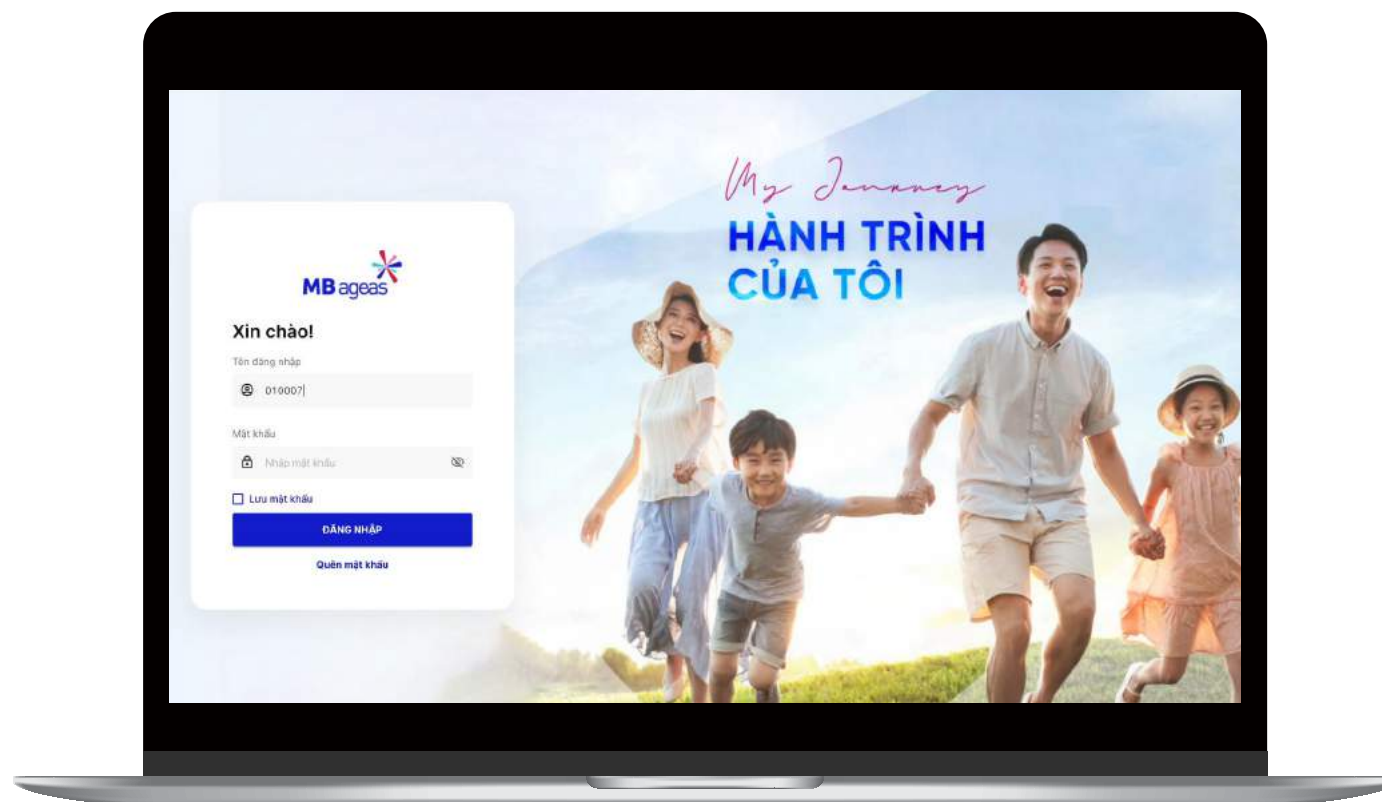 MB ageas
Xin chào!
Tên đăng nhập
010007
Mật khẩu
Nhập mật khẩu
Lưu mật khẩu
ĐĂNG NHẬP
Quên mật khẩu
My Journey
HÀNH TRÌNH
CỦA TÔI